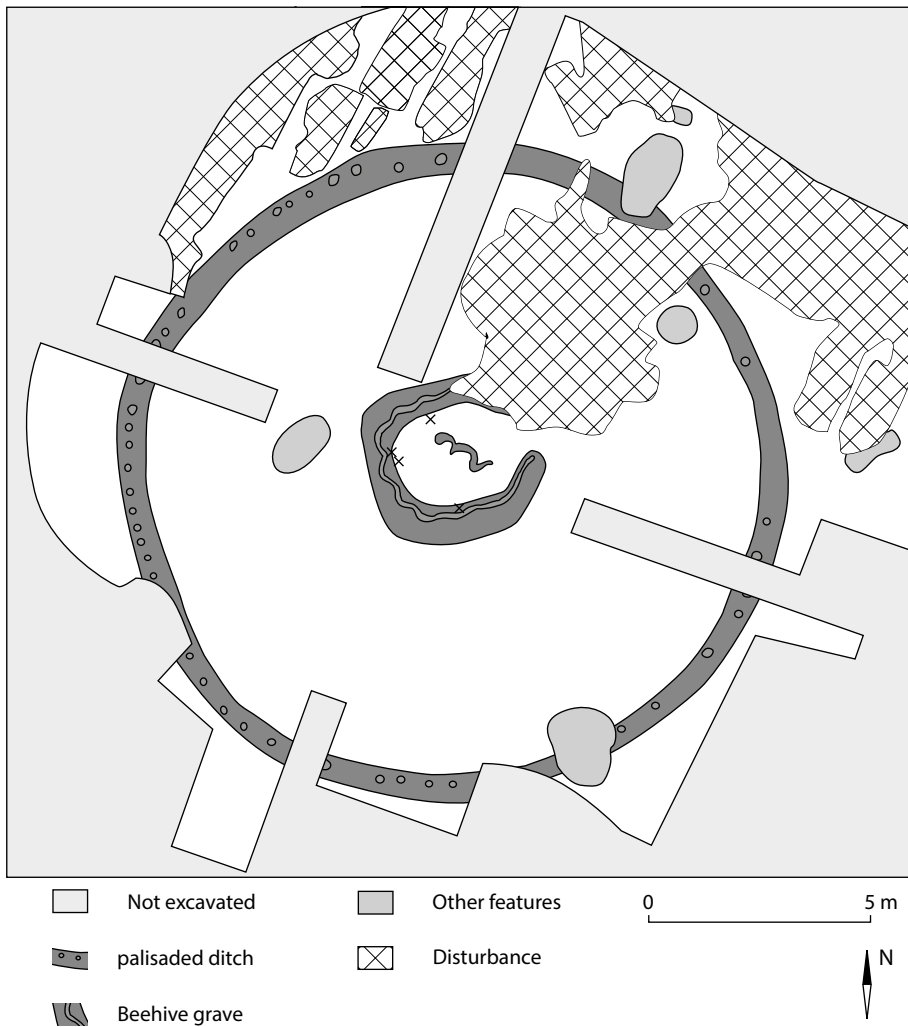 Not excavated
Other features
0 5 m
palisaded ditch
Disturbance
N
Beehive grave